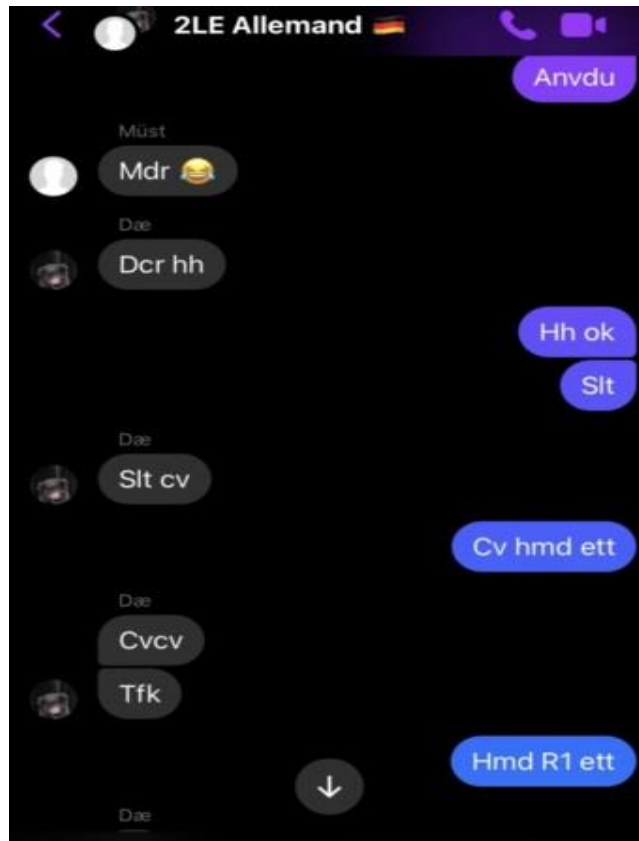 2LE Allemand 🇩🇪
Anvdu
Müst
Mdr 😂
Dæ
Dcr hh
Hh ok
Slt
Dæ
Slt cv
Cv hmd ett
Dæ
Cvcv
Tfk
Hmd R1 ett
Dæ